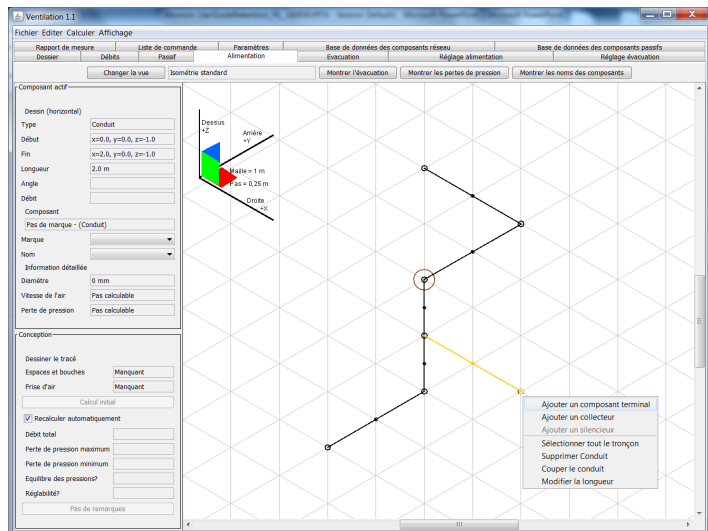 Ventilation 1.1
Fichier Editer Calculer Affichage
Rapport de mesure Liste de commande Paramètres Base de données des composants réseau Base de données des composants passifs
Dossier Débits Passif Alimentation Evacuation Réglage alimentation Réglage évacuation
Changer la vue Isométrie standard Montrer l'évacuation Montrer les pertes de pression Montrer les noms des composants
Composant actif
Dessin (horizontal)
Type Conduit
Début x=0.0, y=0.0, z=-1.0
Fin x=2.0, y=0.0, z=-1.0
Longueur 2.0 m
Angle
Débit
Composant
Pas de marque - (Conduit)
Marque
Nom
Information détaillée
Diamètre 0 mm
Vitesse de l'air Pas calculable
Perte de pression Pas calculable
Conception
Dessiner le tracé
Espaces et bouches Manquant
Prise d'air Manquant
Calcul initial
Recalculer automatiquement
Débit total
Perte de pression maximum
Perte de pression minimum
Equilibre des pressions?
Réglabilité?
Pas de remarques
Dessus
+Z
Arrière
+Y
Maille = 1 m
Pas = 0,25 m
Droite
+X
Ajouter un composant terminal
Ajouter un collecteur
Ajouter un silencieux
Sélectionner tout le tronçon
Supprimer Conduit
Couper le conduit
Modifier la longueur